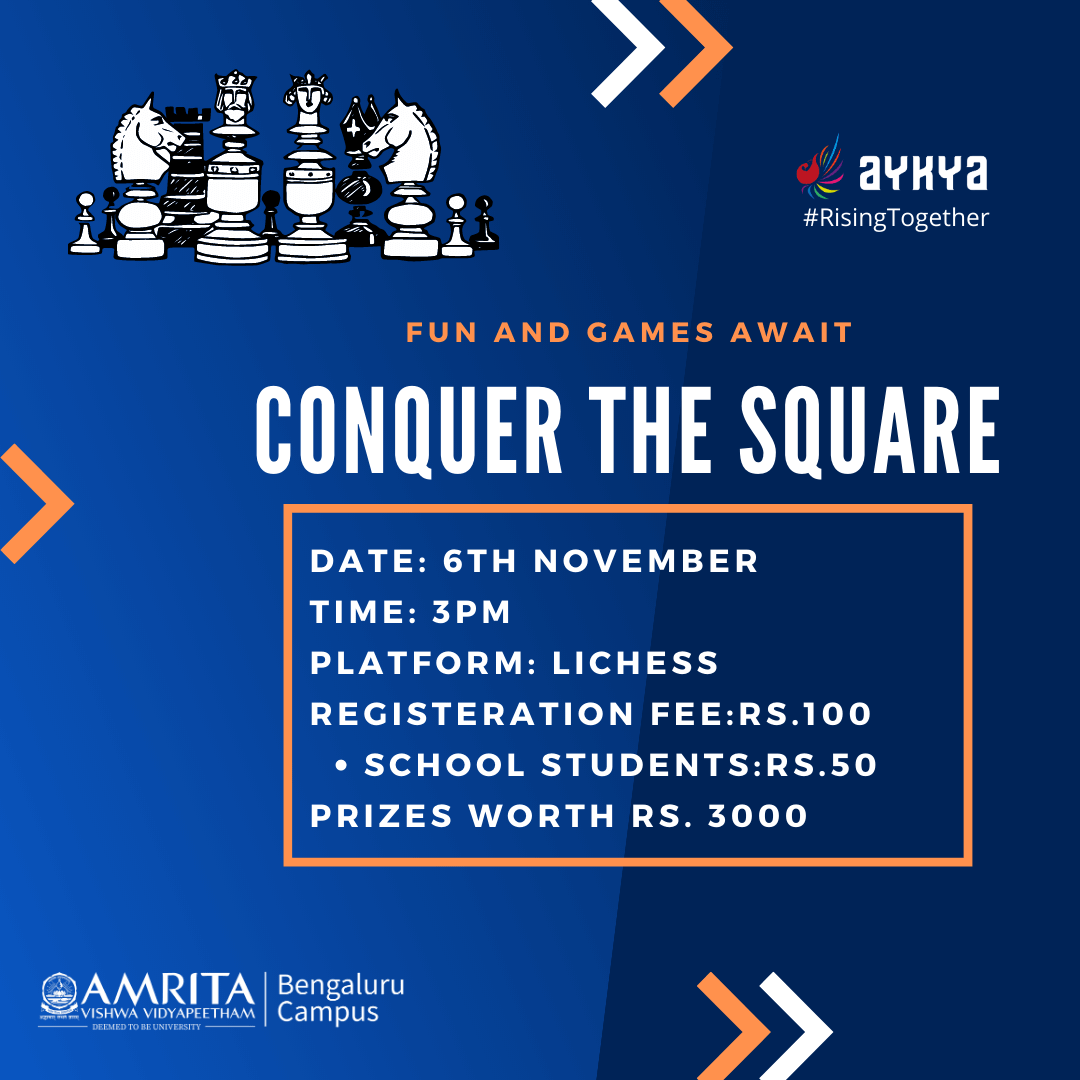 AYKYA
#RisingTogether
FUN AND GAMES AWAIT
CONQUER THE SQUARE
DATE: 6TH NOVEMBER
TIME: 3PM
PLATFORM: LICHESS
REGISTERATION FEE:RS.100
• SCHOOL STUDENTS:RS.50
PRIZES WORTH RS. 3000
AMRITA
VISHWA VIDYAPEETHAM
DEEMED TO BE UNIVERSITY
Bengaluru
Campus